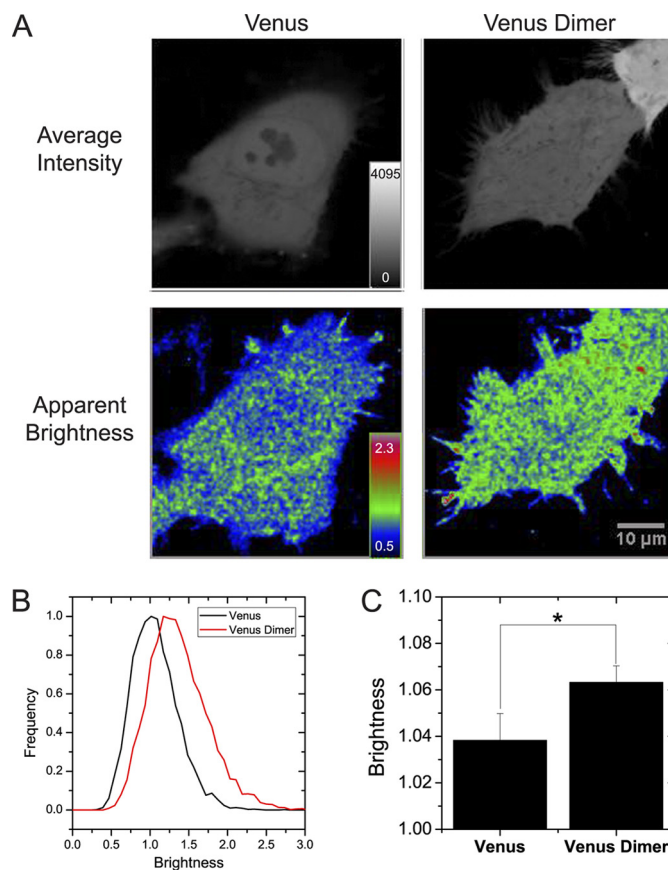 A
Venus
Venus Dimer
Average
Intensity
4095
0
Apparent
Brightness
2.3
0.5
10 µm
B
Frequency
1.0
0.8
0.6
0.4
0.2
0.0
Venus
Venus Dimer
0.0 0.5 1.0 1.5 2.0 2.5 3.0
Brightness
C
Brightness
1.10
1.08
1.06
1.04
1.02
1.00
*
Venus Venus Dimer